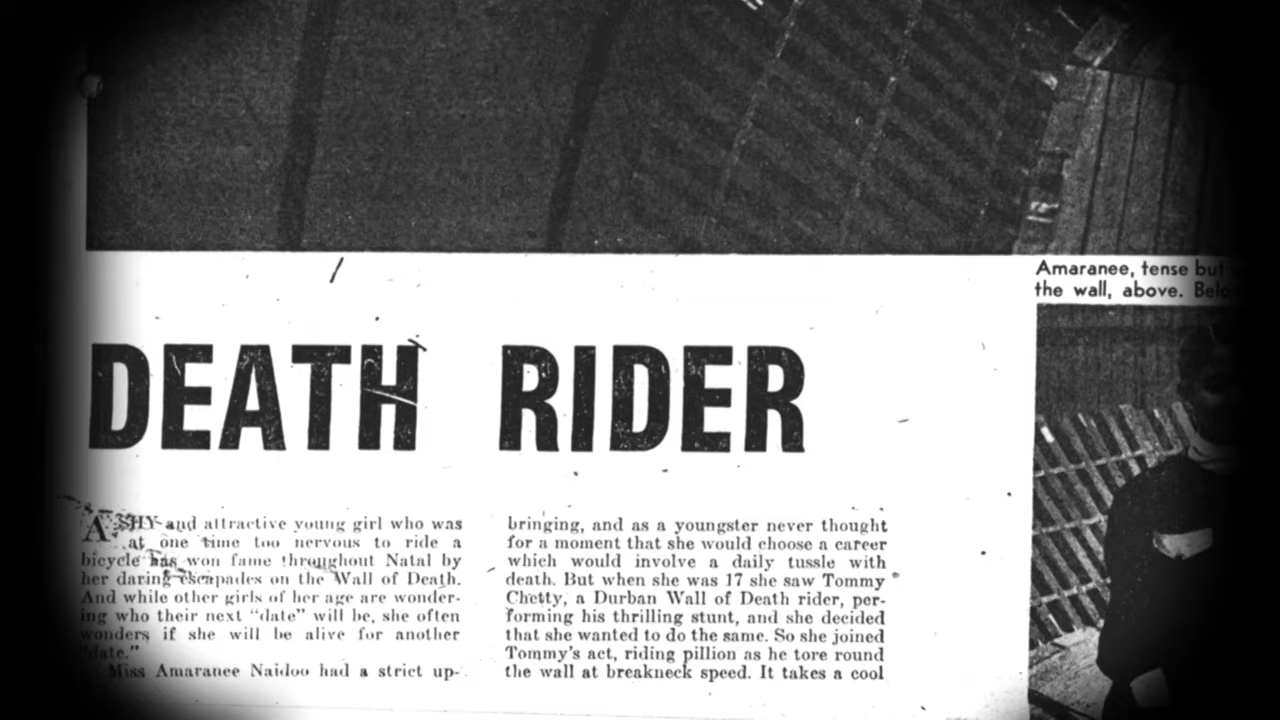 Amaranee, tense but
the wall, above. Belo
DEATH RIDER
A SHY and attractive young girl who was
at one time too nervous to ride a
bicycle has won fame throughout Natal by
her daring escapades on the Wall of Death.
And while other girls of her age are wonder-
ing who their next "date" will be, she often
wonders if she will be alive for another
"date."
Miss Amaranee Naidoo had a strict up-
bringing, and as a youngster never thought
for a moment that she would choose a career
which would involve a daily tussle with
death. But when she was 17 she saw Tommy
Chetty, a Durban Wall of Death rider, per-
forming his thrilling stunt, and she decided
that she wanted to do the same. So she joined
Tommy's act, riding pillion as he tore round
the wall at breakneck speed. It takes a cool